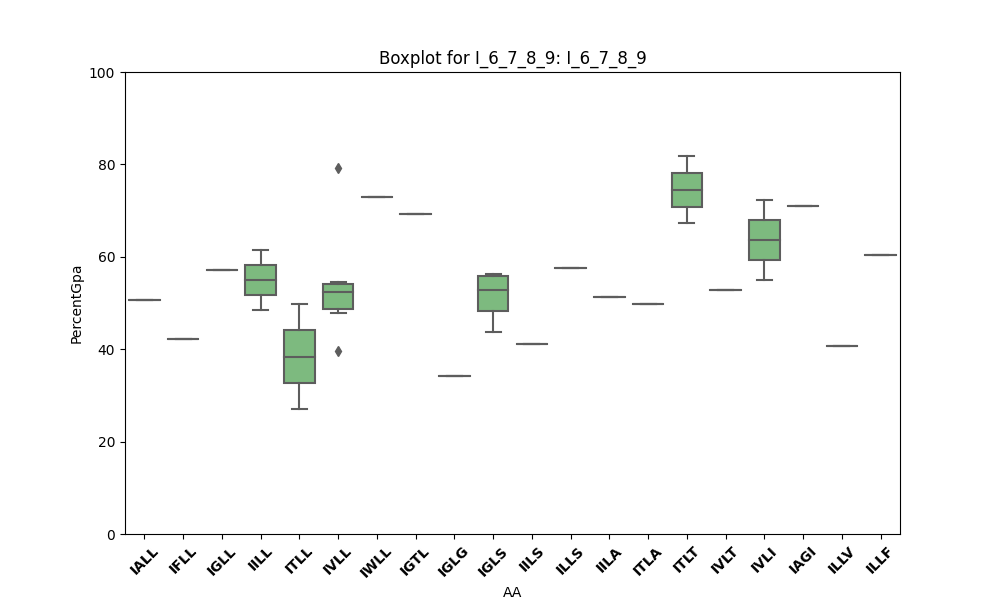 Boxplot for I_6_7_8_9: I_6_7_8_9
100
80
60
40
20
0
PercentGpa
IALL
IFLL
IGLL
IILL
ITLL
IVLL
IWLL
IGTL
IGLG
IGLS
IILS
ILLS
IILA
ITLA
ITLT
IVLT
IVLI
IAGI
ILLV
ILLF
AA